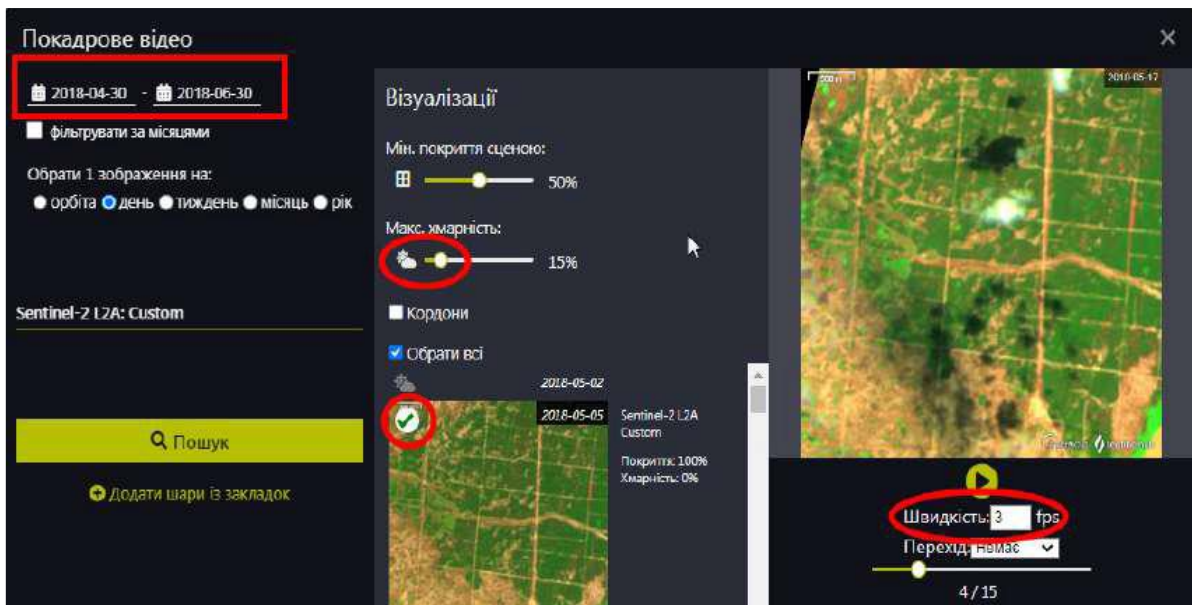 Покадрове відео
2018-04-30 - 2018-06-30
фільтрувати за місяцями
Обрати 1 зображення на:
орбіта день тиждень місяць рік
Sentinel-2 L2A: Custom
Пошук
Додати шари із закладок
Візуалізації
Мін. покриття сценою:
50%
Макс. хмарність:
15%
Кордони
Обрати всі
2018-05-02
2018-05-05
Sentinel-2 L2A
Custom
Покриття: 100%
Хмарність: 0%
2018-05-17
Швидкість: 3 fps
Перехід: Немає
4 / 15